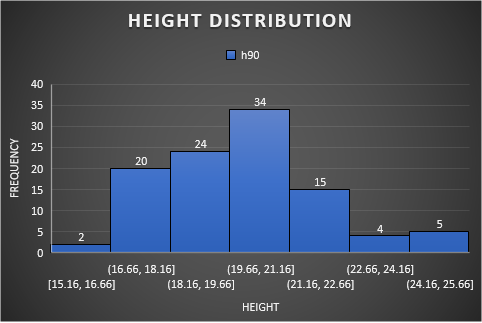 HEIGHT DISTRIBUTION
h90
FREQUENCY
40
35
30
25
20
15
10
5
0
2
20
24
34
15
4
5
(16.66, 18.16] (19.66, 21.16] (22.66, 24.16]
[15.16, 16.66] (18.16, 19.66] (21.16, 22.66] (24.16, 25.66]
HEIGHT